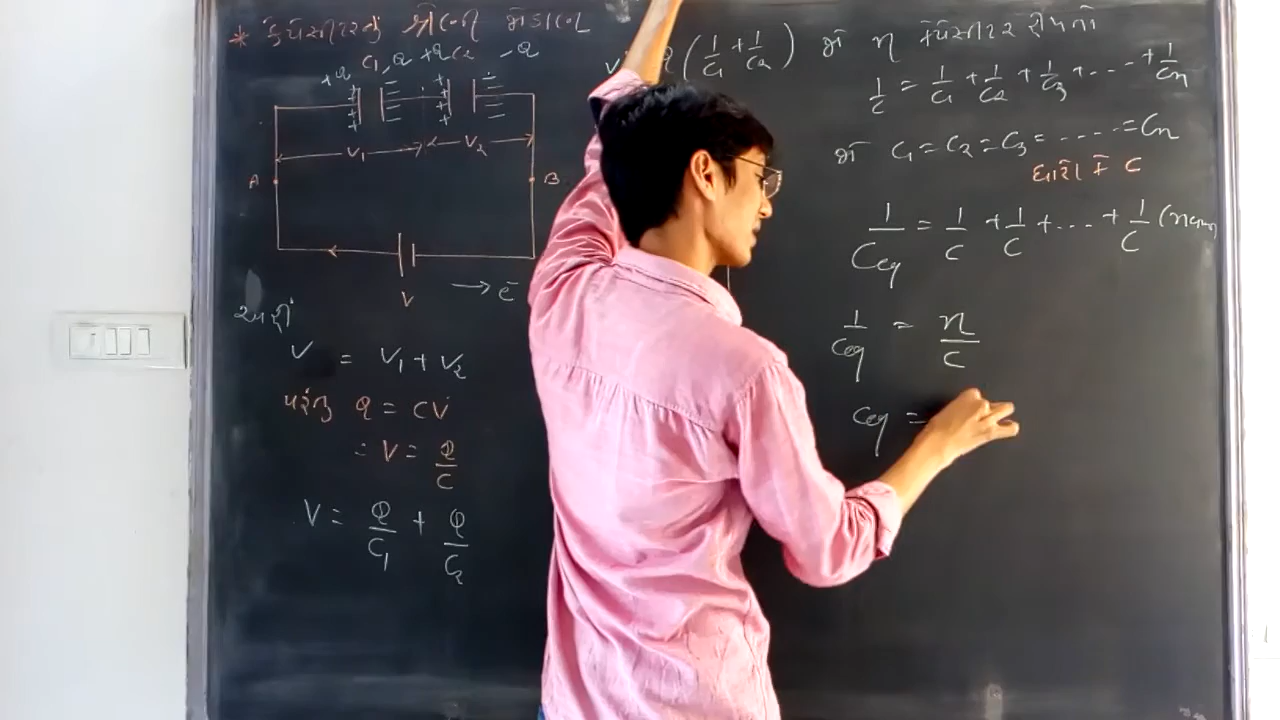 * કેપેસીટરનું શ્રેણી જોડાણ
+Q C₁ -Q +Q C₂ -Q
V₁ V₂
A B
V → e⁻
અહીં
V = V₁ + V₂
પરંતુ Q = CV
∴ V = Q/C
V = Q/C₁ + Q/C₂
(1/C₁ + 1/C₂)
જો n કેપેસીટર હોય તો
1/C = 1/C₁ + 1/C₂ + 1/C₃ + .... + 1/Cn
જો C₁ = C₂ = C₃ = ..... = Cn
ધારો કે C
1/Ceq = 1/C + 1/C + ... + 1/C
1/Ceq = n/C
Ceq =